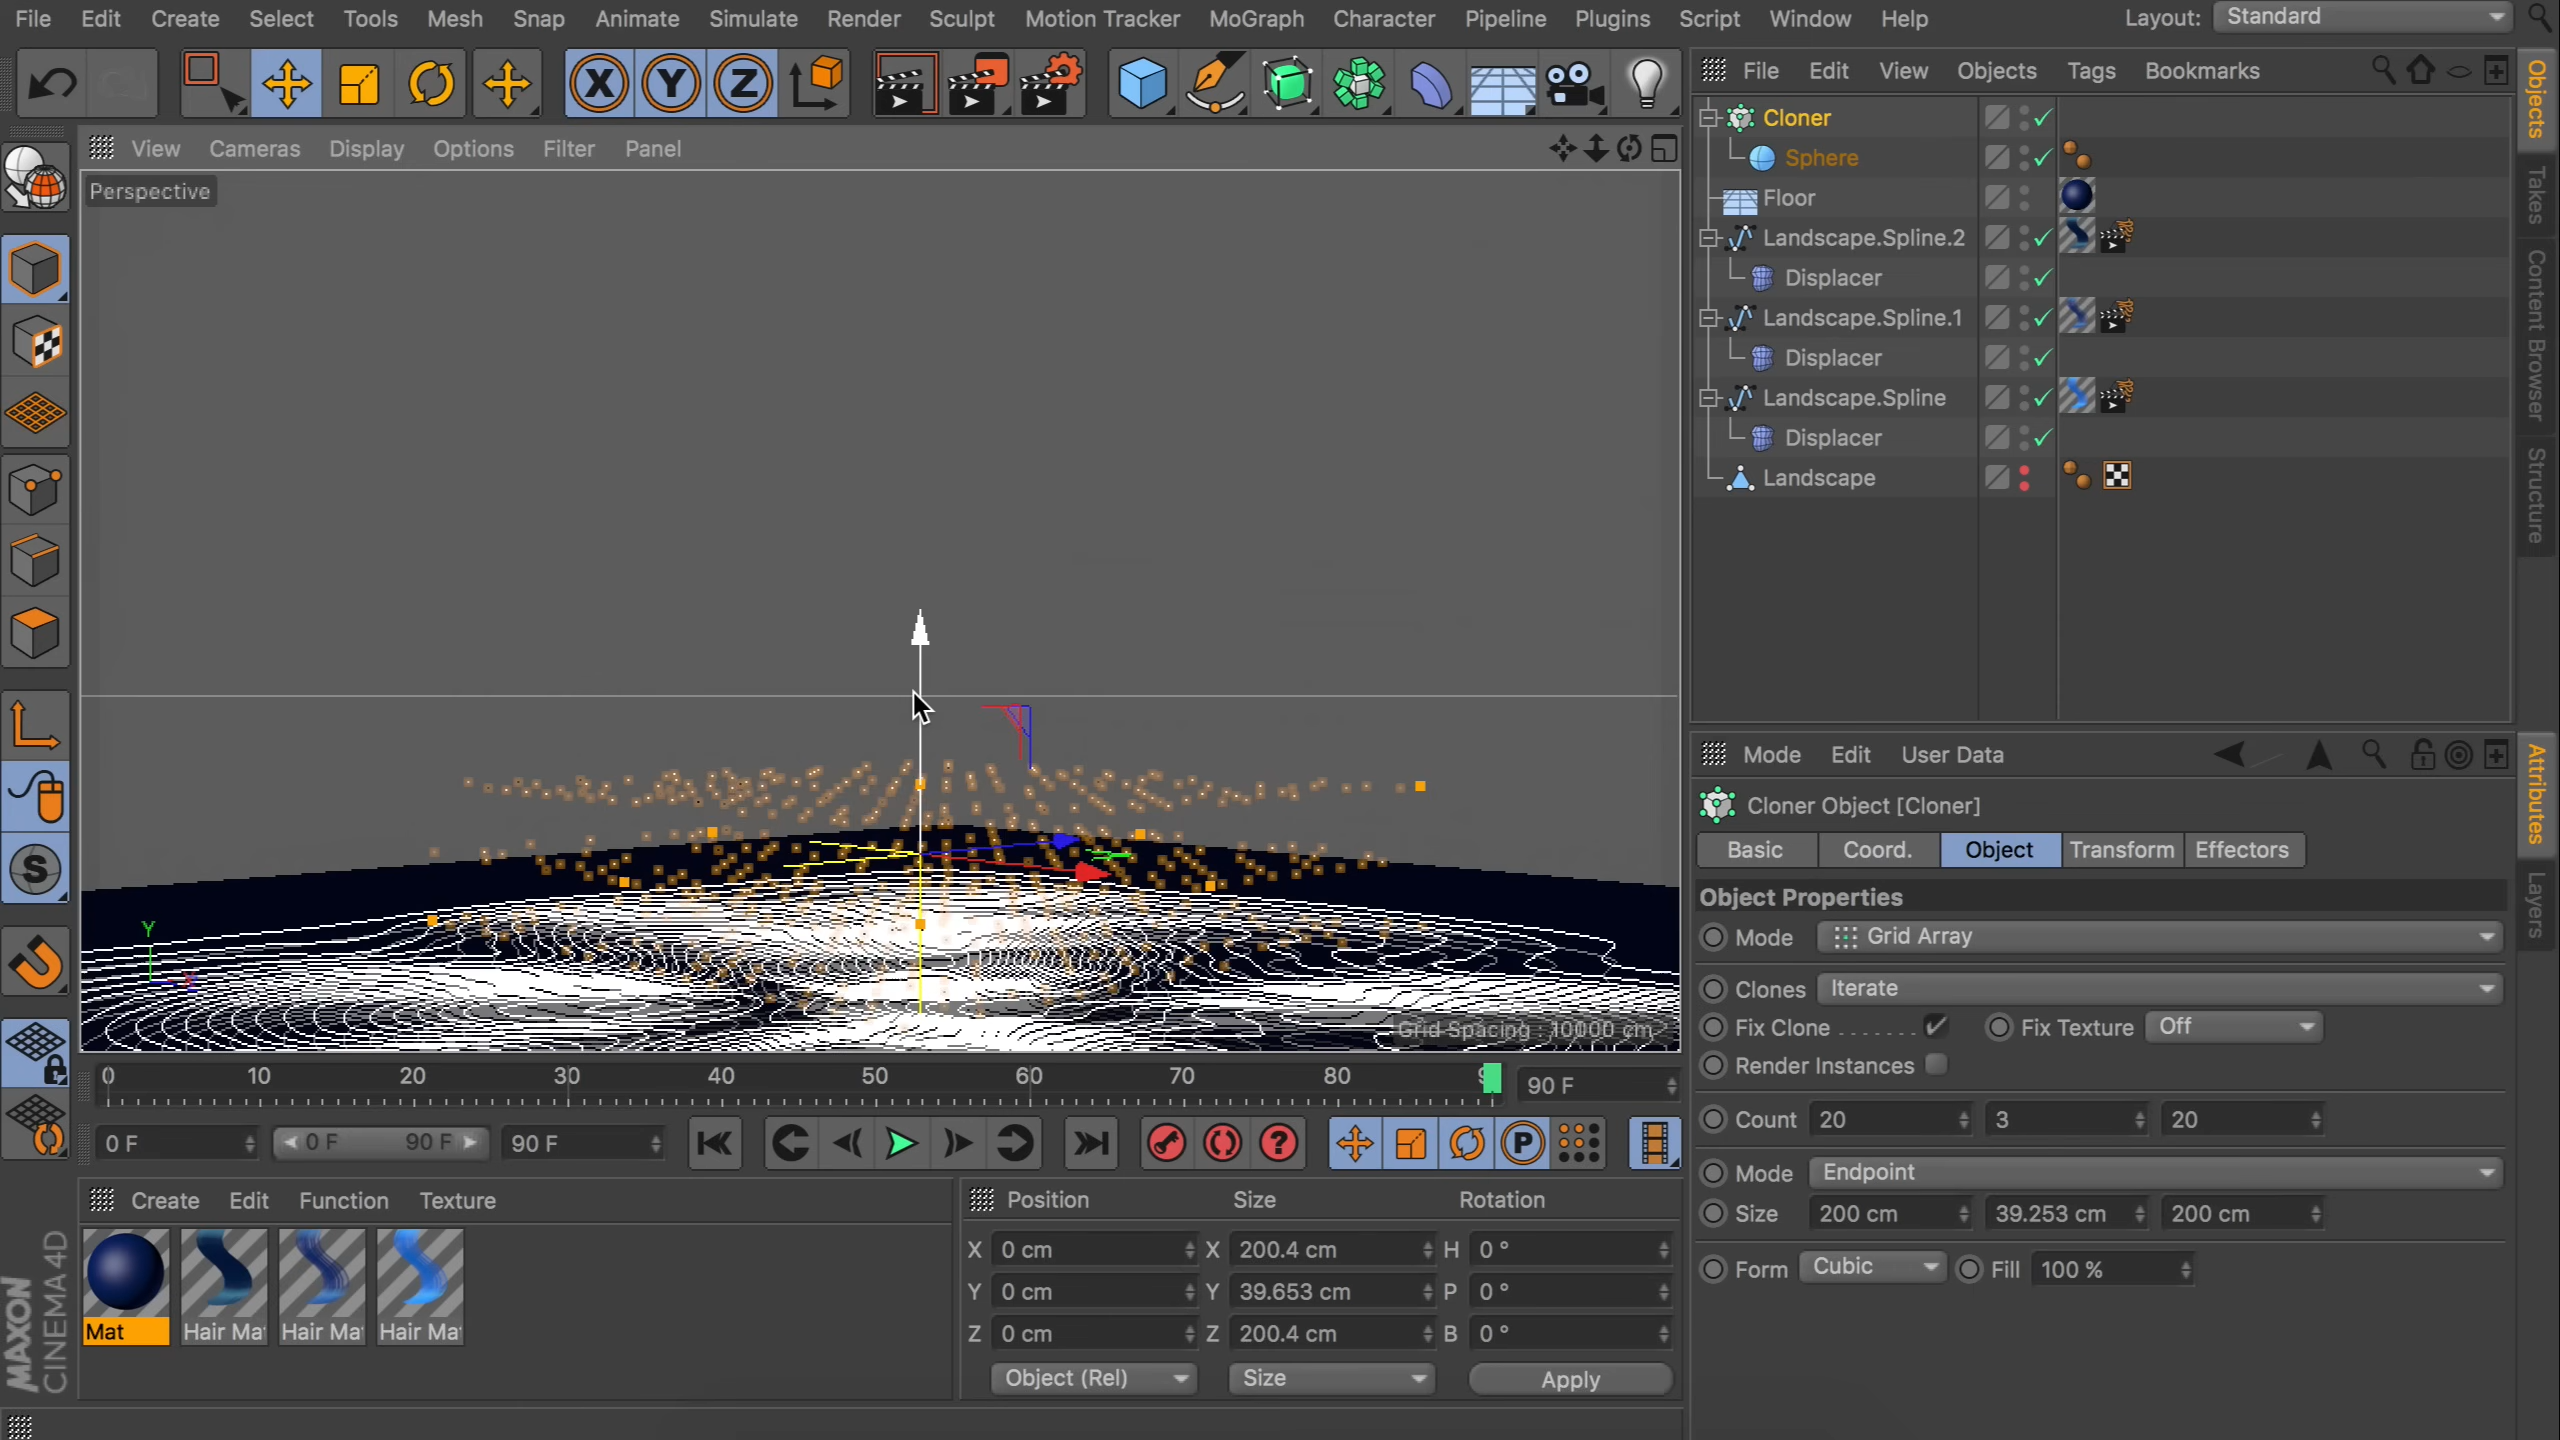 File Edit Create Select Tools Mesh Snap Animate Simulate Render Sculpt Motion Tracker MoGraph Character Pipeline Plugins Script Window Help Layout: Standard
File Edit View Objects Tags Bookmarks
X Y Z
View Cameras Display Options Filter Panel
Perspective
Cloner
Sphere
Floor
Landscape.Spline.2
Displacer
Landscape.Spline.1
Displacer
Landscape.Spline
Displacer
Landscape
Objects
Takes
Content Browser
Structure
Y
X
Grid Spacing : 10000 cm
Mode Edit User Data
Cloner Object [Cloner]
Basic Coord. Object Transform Effectors
Object Properties
Mode Grid Array
Clones Iterate
Fix Clone ....... Fix Texture Off
Render Instances
Count 20 3 20
Mode Endpoint
Size 200 cm 39.253 cm 200 cm
Form Cubic Fill 100 %
Attributes
Layers
S
0 10 20 30 40 50 60 70 80 90 F
0 F 0 F 90 F 90 F
? P
Create Edit Function Texture
Mat Hair Ma Hair Ma Hair Ma
MAXON
CINEMA 4D
Position Size Rotation
X 0 cm X 200.4 cm H 0 °
Y 0 cm Y 39.653 cm P 0 °
Z 0 cm Z 200.4 cm B 0 °
Object (Rel) Size Apply